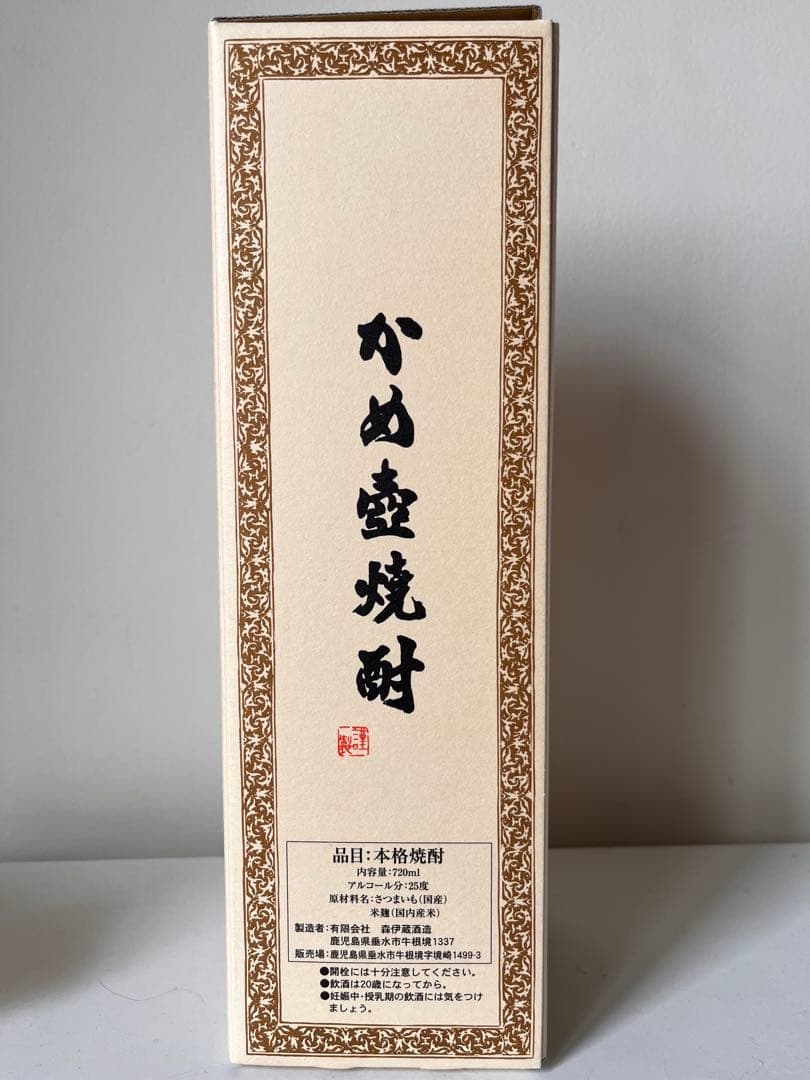 かめ壺焼酎
謹製
品目：本格焼酎
内容量：720ml
アルコール分：25度
原材料名：さつまいも（国産）
米麹（国内産米）
製造者：有限会社　森伊蔵酒造
鹿児島県垂水市牛根境1337
販売場：鹿児島県垂水市牛根境字境崎1499-3
●開栓には十分注意してください。
●飲酒は20歳になってから。
●妊娠中・授乳期の飲酒には気をつけ
ましょう。